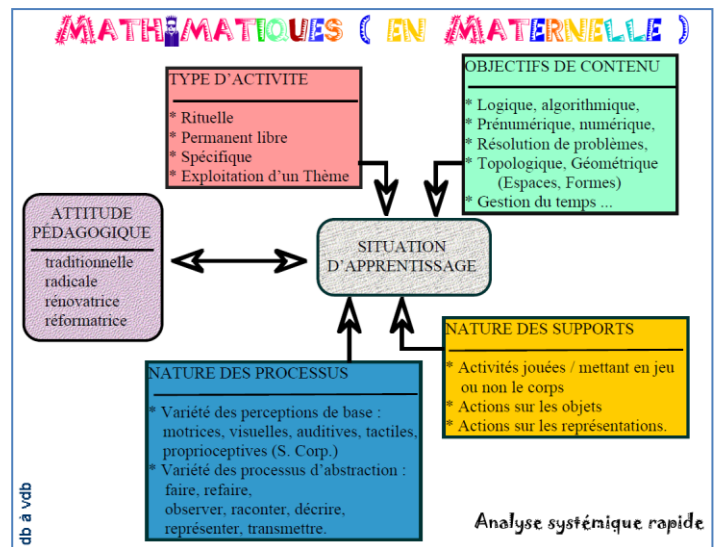 MATHÉMATIQUES ( EN MATERNELLE )
TYPE D'ACTIVITE
* Rituelle
* Permanent libre
* Spécifique
* Exploitation d'un Thème
OBJECTIFS DE CONTENU
* Logique, algorithmique,
* Prénumérique, numérique,
* Résolution de problèmes,
* Topologique, Géométrique
(Espaces, Formes)
* Gestion du temps ...
ATTITUDE
PÉDAGOGIQUE
traditionnelle
radicale
rénovatrice
réformatrice
SITUATION
D'APPRENTISSAGE
NATURE DES PROCESSUS
* Variété des perceptions de base :
motrices, visuelles, auditives, tactiles,
proprioceptives (S. Corp.)
* Variété des processus d'abstraction :
faire, refaire,
observer, raconter, décrire,
représenter, transmettre.
NATURE DES SUPPORTS
* Activités jouées / mettant en jeu
ou non le corps
* Actions sur les objets
* Actions sur les représentations.
db à vdb
Analyse systémique rapide